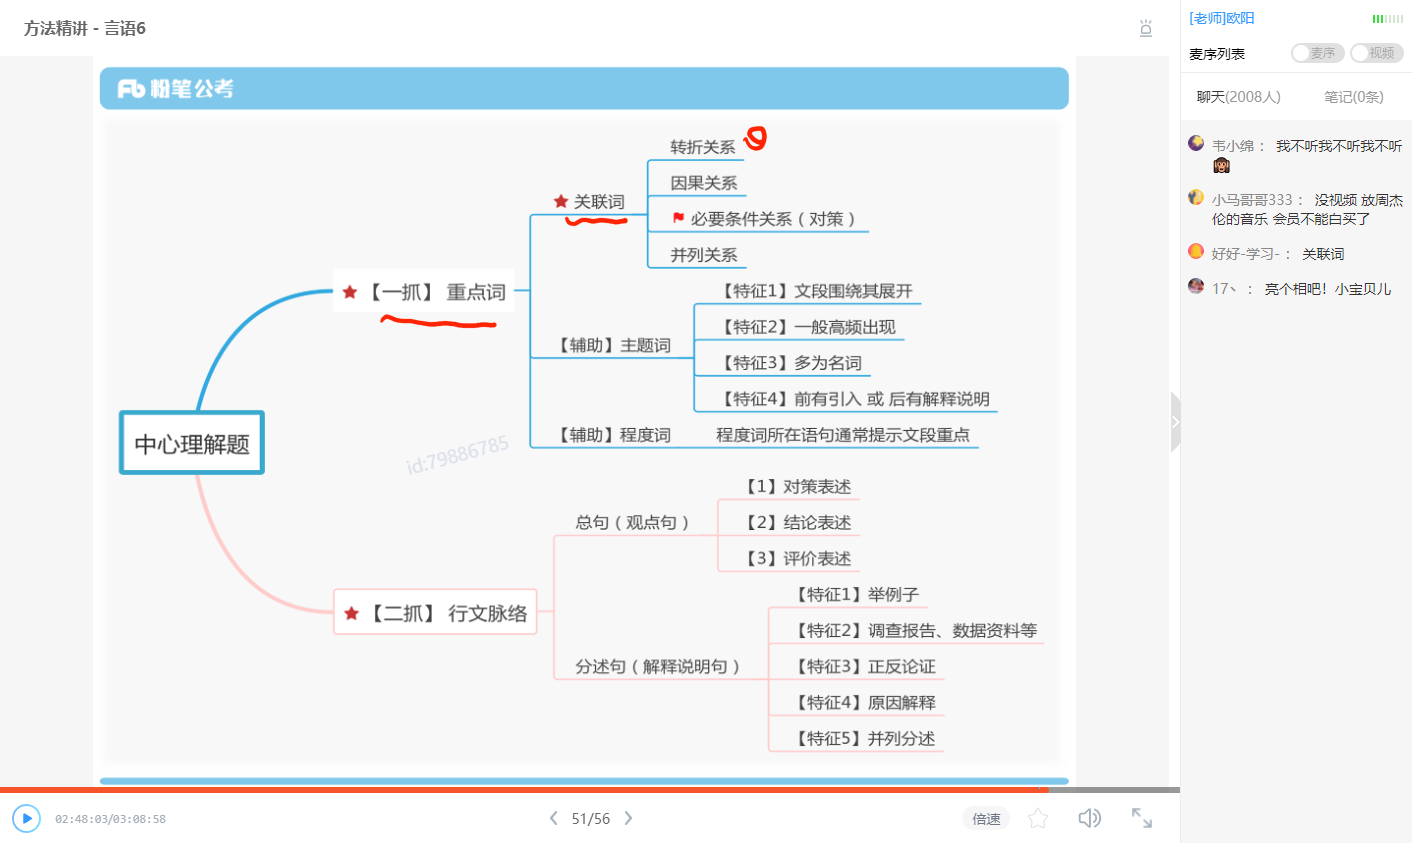 方法精讲 - 言语6
粉笔公考
转折关系
因果关系
关联词
必要条件关系（对策）
并列关系
【一抓】 重点词
【特征1】文段围绕其展开
【特征2】一般高频出现
【辅助】主题词
【特征3】多为名词
【特征4】前有引入 或 后有解释说明
【辅助】程度词
程度词所在语句通常提示文段重点
中心理解题
id:79886785
【1】对策表述
总句（观点句）
【2】结论表述
【3】评价表述
【二抓】 行文脉络
【特征1】举例子
【特征2】调查报告、数据资料等
分述句（解释说明句）
【特征3】正反论证
【特征4】原因解释
【特征5】并列分述
02:48:03/03:08:58
51/56
倍速
[老师]欧阳
麦序列表
麦序
视频
聊天(2008人)
笔记(0条)
韦小绵： 我不听我不听我不听
小马哥哥333： 没视频 放周杰
伦的音乐 会员不能白买了
好好-学习-： 关联词
17丶： 亮个相吧！小宝贝儿